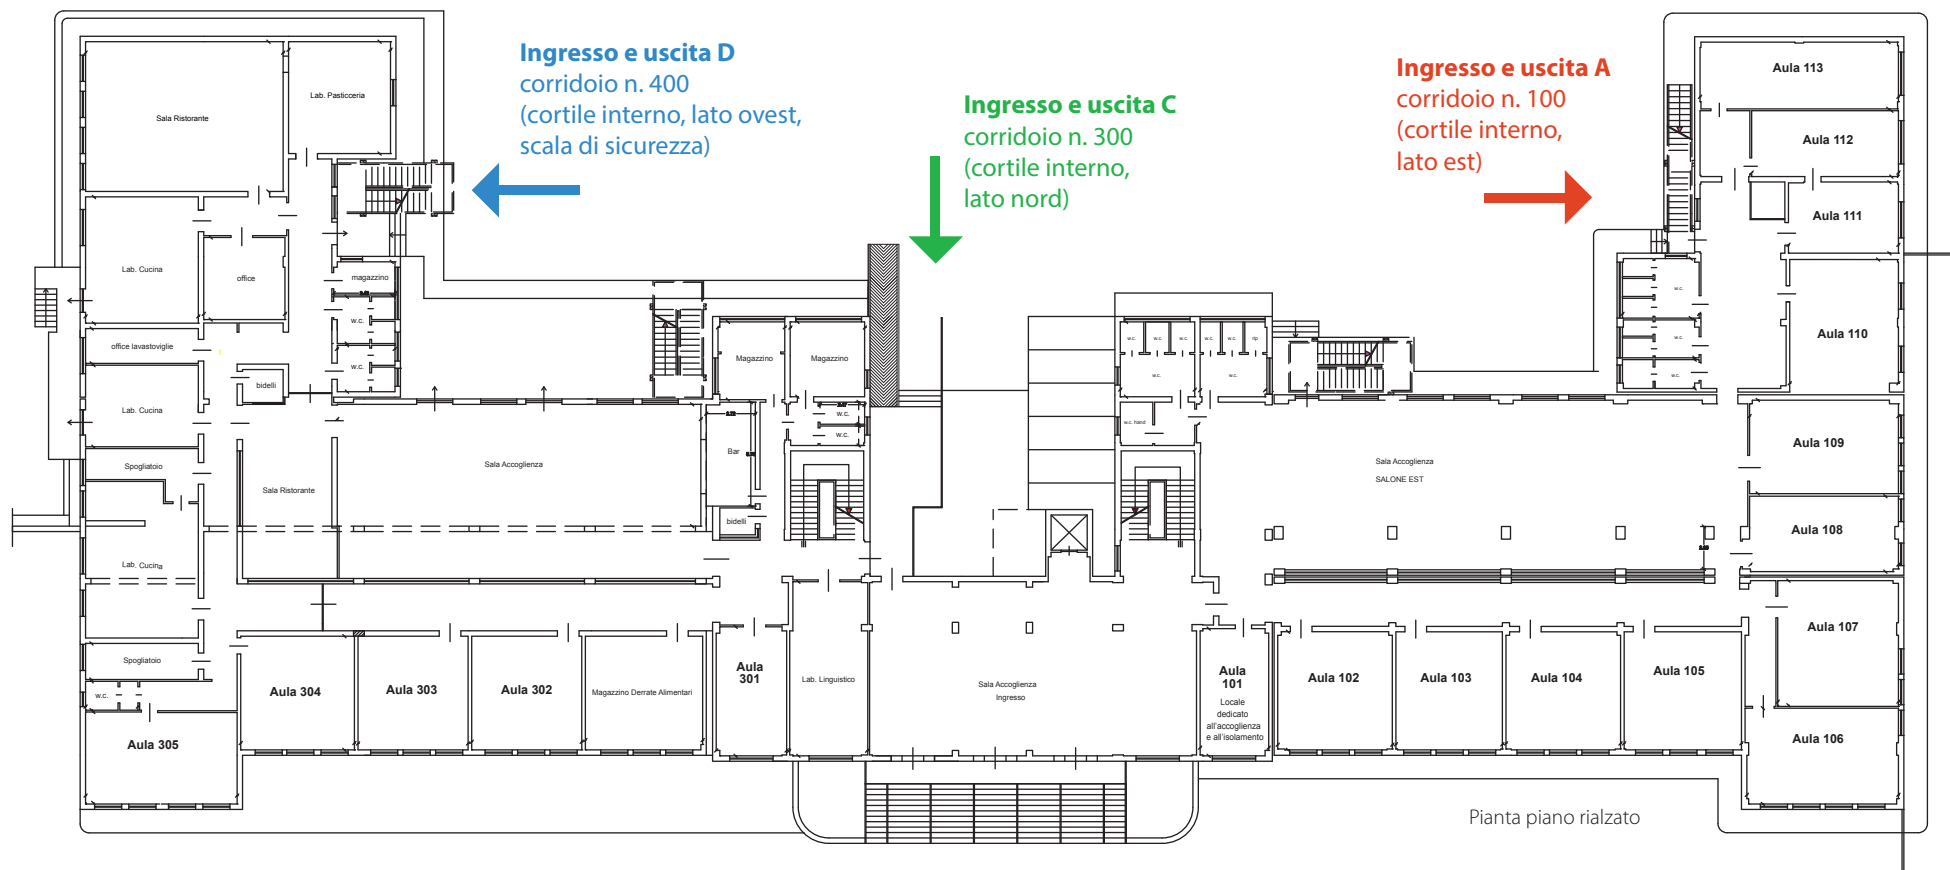 Ingresso e uscita D
corridoio n. 400
(cortile interno, lato ovest,
scala di sicurezza)
Ingresso e uscita C
corridoio n. 300
(cortile interno,
lato nord)
Ingresso e uscita A
corridoio n. 100
(cortile interno,
lato est)
Sala Ristorante
Lab. Pasticceria
Lab. Cucina
office
magazzino
w.c.
w.c.
office lavastoviglie
bidelli
Lab. Cucina
Spogliatoio
Sala Ristorante
Sala Accoglienza
Lab. Cucina
Spogliatoio
w.c.
Aula 305
Aula 304
Aula 303
Aula 302
Magazzino Derrate Alimentari
Magazzino
Magazzino
w.c.
w.c.
Bar
bidelli
Aula
301
Lab. Linguistico
Sala Accoglienza
Ingresso
w.c.
w.c.
w.c.
w.c.
w.c.
rip
w.c.
w.c.
w.c. hand
Sala Accoglienza
SALONE EST
Aula
101
Locale
dedicato
all'accoglienza
e all'isolamento
Aula 102
Aula 103
Aula 104
Aula 105
Aula 113
Aula 112
Aula 111
w.c.
w.c.
w.c.
Aula 110
Aula 109
Aula 108
Aula 107
Aula 106
Pianta piano rialzato